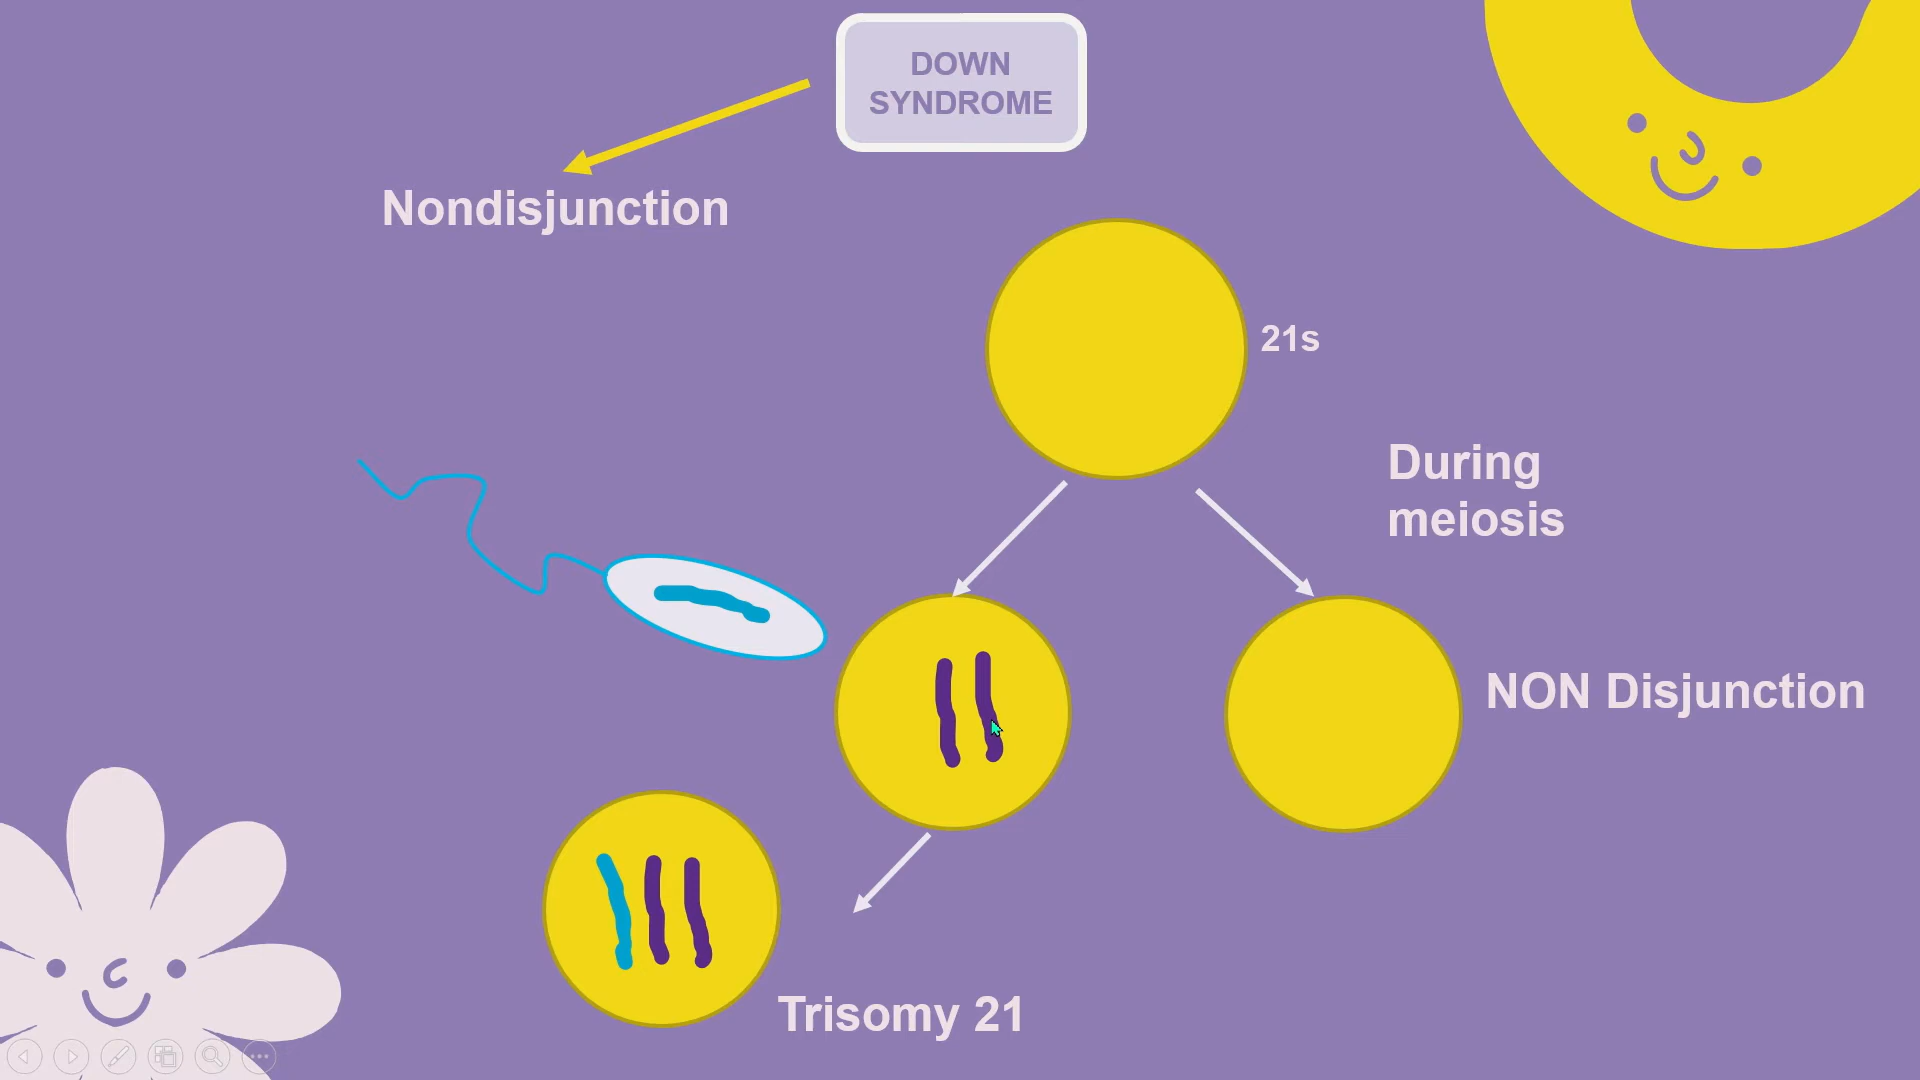 DOWN
SYNDROME
Nondisjunction
21s
During
meiosis
NON Disjunction
Trisomy 21